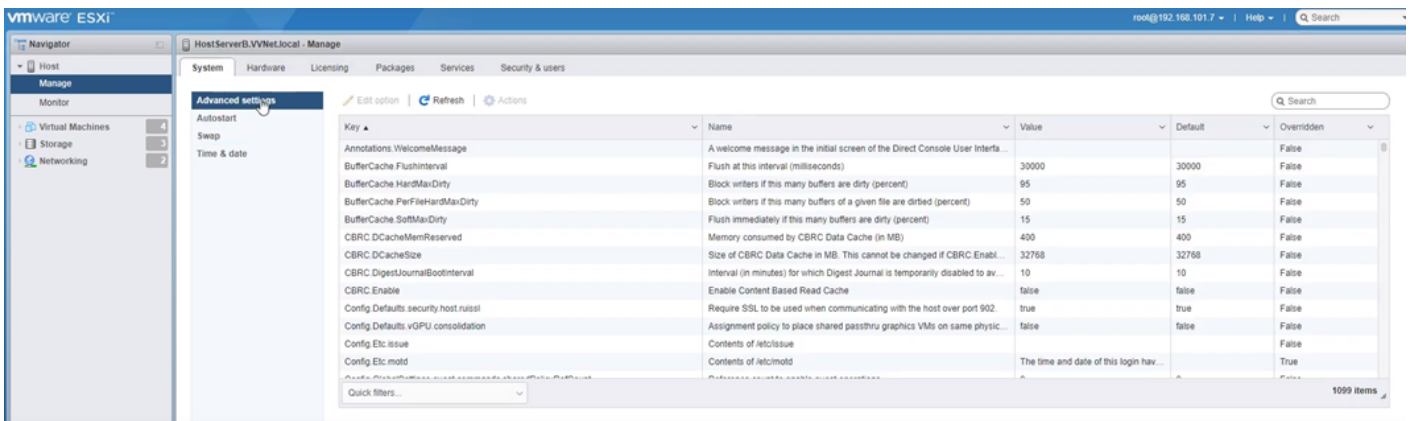 vmware ESXi™
root@192.168.101.7 | Help | Search
Navigator
HostServerB.VVNet.local - Manage
Host
Manage
Monitor
Virtual Machines 4
Storage 3
Networking 2
System Hardware Licensing Packages Services Security & users
Advanced settings
Autostart
Swap
Time & date
Edit option | Refresh | Actions
Search
Key Name Value Default Overridden
Annotations.WelcomeMessage A welcome message in the initial screen of the Direct Console User Interfa... False
BufferCache.FlushInterval Flush at this interval (milliseconds) 30000 30000 False
BufferCache.HardMaxDirty Block writers if this many buffers are dirty (percent) 95 95 False
BufferCache.PerFileHardMaxDirty Block writers if this many buffers of a given file are dirtied (percent) 50 50 False
BufferCache.SoftMaxDirty Flush immediately if this many buffers are dirty (percent) 15 15 False
CBRC.DCacheMemReserved Memory consumed by CBRC Data Cache (in MB) 400 400 False
CBRC.DCacheSize Size of CBRC Data Cache in MB. This cannot be changed if CBRC.Enabl... 32768 32768 False
CBRC.DigestJournalBootInterval Interval (in minutes) for which Digest Journal is temporarily disabled to av... 10 10 False
CBRC.Enable Enable Content Based Read Cache false false False
Config.Defaults.security.host.ruissl Require SSL to be used when communicating with the host over port 902. true true False
Config.Defaults.vGPU.consolidation Assignment policy to place shared passthru graphics VMs on same physic... false false False
Config.Etc.issue Contents of /etc/issue False
Config.Etc.motd Contents of /etc/motd The time and date of this login hav... True
Quick filters...
1099 items